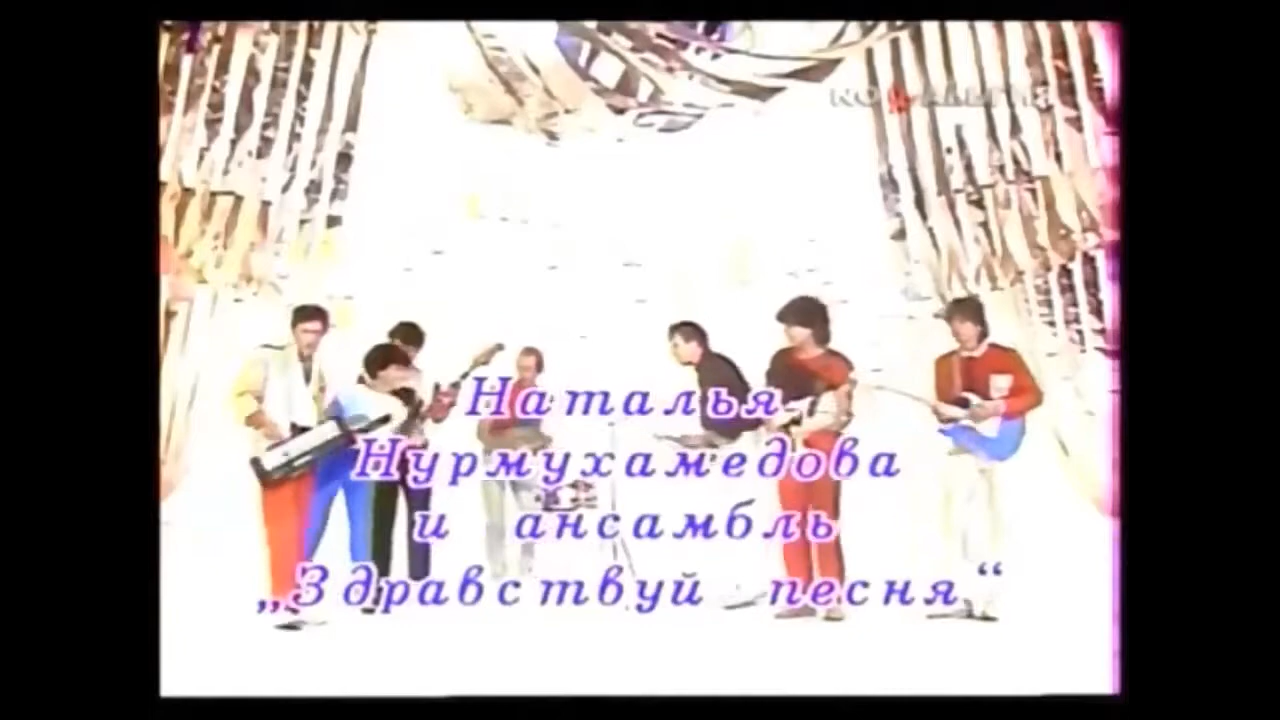 Наталья
Нурмухамедова
и ансамбль
„Здравствуй песня“